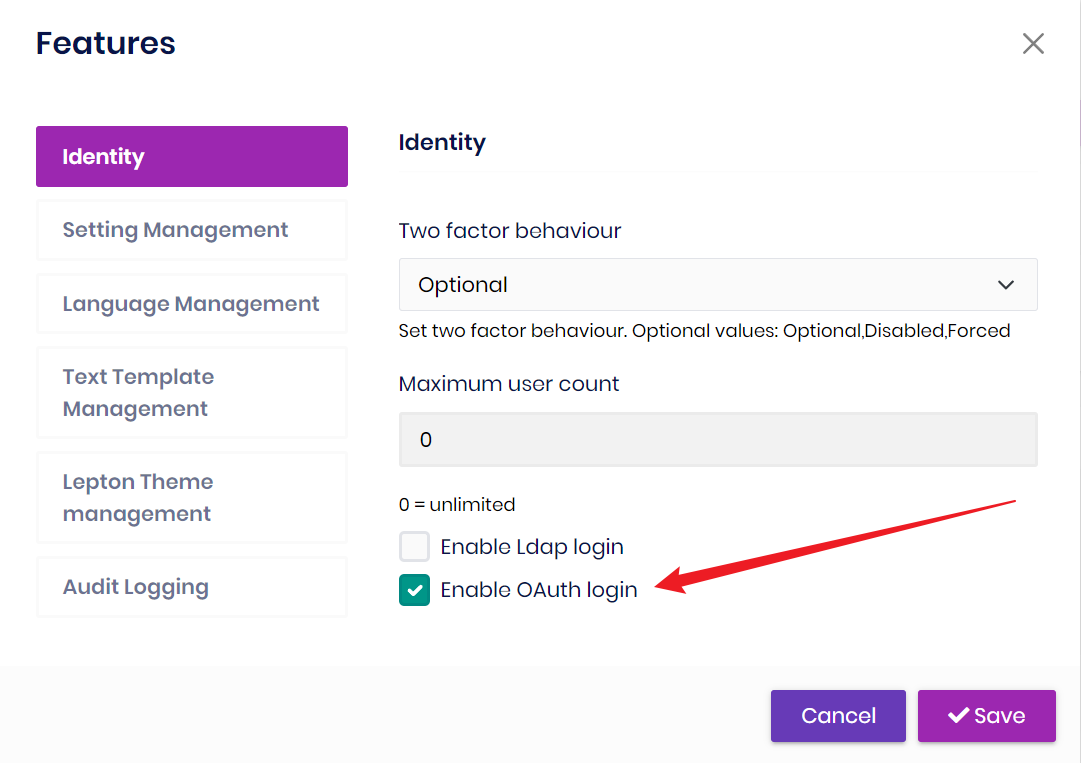 Features
Identity
Setting Management
Language Management
Text Template
Management
Lepton Theme
management
Audit Logging
Identity
Two factor behaviour
Optional
Set two factor behaviour. Optional values: Optional,Disabled,Forced
Maximum user count
0
0 = unlimited
Enable Ldap login
Enable OAuth login
Cancel
Save